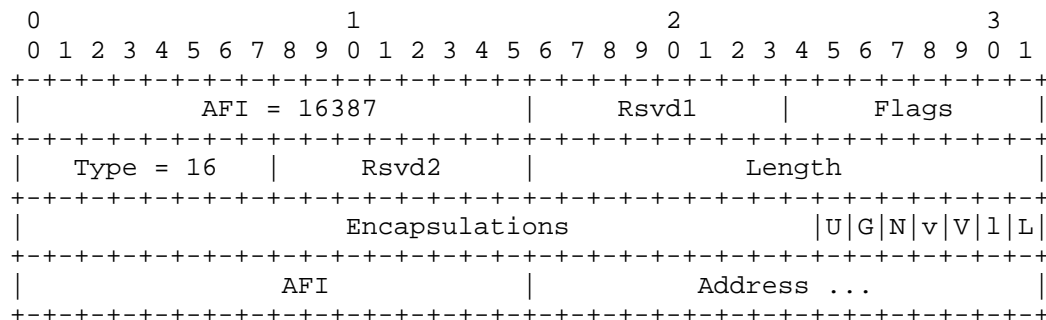 0                   1                   2                   3
 0 1 2 3 4 5 6 7 8 9 0 1 2 3 4 5 6 7 8 9 0 1 2 3 4 5 6 7 8 9 0 1
+-+-+-+-+-+-+-+-+-+-+-+-+-+-+-+-+-+-+-+-+-+-+-+-+-+-+-+-+-+-+-+-+
|           AFI = 16387         |     Rsvd1     |     Flags     |
+-+-+-+-+-+-+-+-+-+-+-+-+-+-+-+-+-+-+-+-+-+-+-+-+-+-+-+-+-+-+-+-+
|   Type = 16   |     Rsvd2     |             Length            |
+-+-+-+-+-+-+-+-+-+-+-+-+-+-+-+-+-+-+-+-+-+-+-+-+-+-+-+-+-+-+-+-+
|                    Encapsulations               |U|G|N|v|V|l|L|
+-+-+-+-+-+-+-+-+-+-+-+-+-+-+-+-+-+-+-+-+-+-+-+-+-+-+-+-+-+-+-+-+
|              AFI              |          Address ...          |
+-+-+-+-+-+-+-+-+-+-+-+-+-+-+-+-+-+-+-+-+-+-+-+-+-+-+-+-+-+-+-+-+